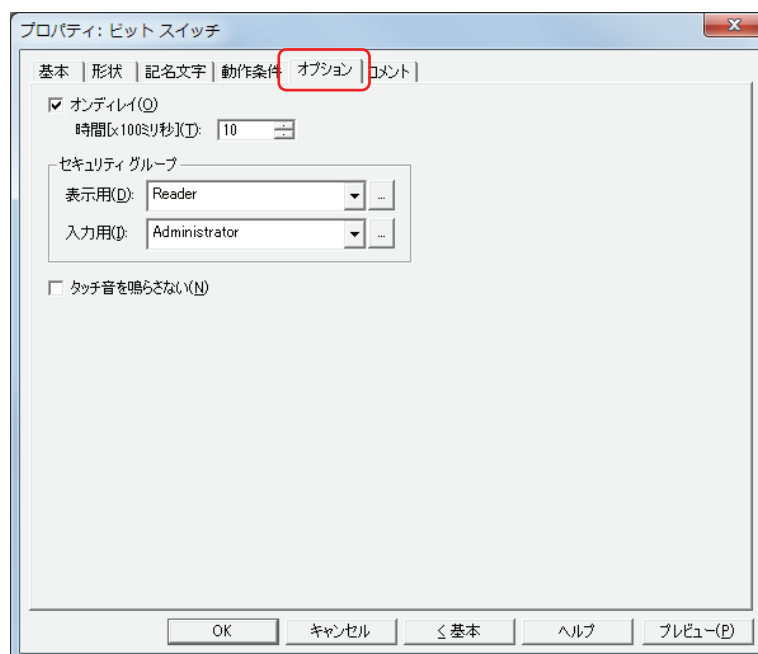 プロパティ: ビット スイッチ
基本 形状 記名文字 動作条件 オプション コメント
オンディレイ(O)
時間[x100ミリ秒](T): 10
セキュリティ グループ
表示用(D): Reader ...
入力用(I): Administrator ...
タッチ音を鳴らさない(N)
OK キャンセル < 基本 ヘルプ プレビュー(P)